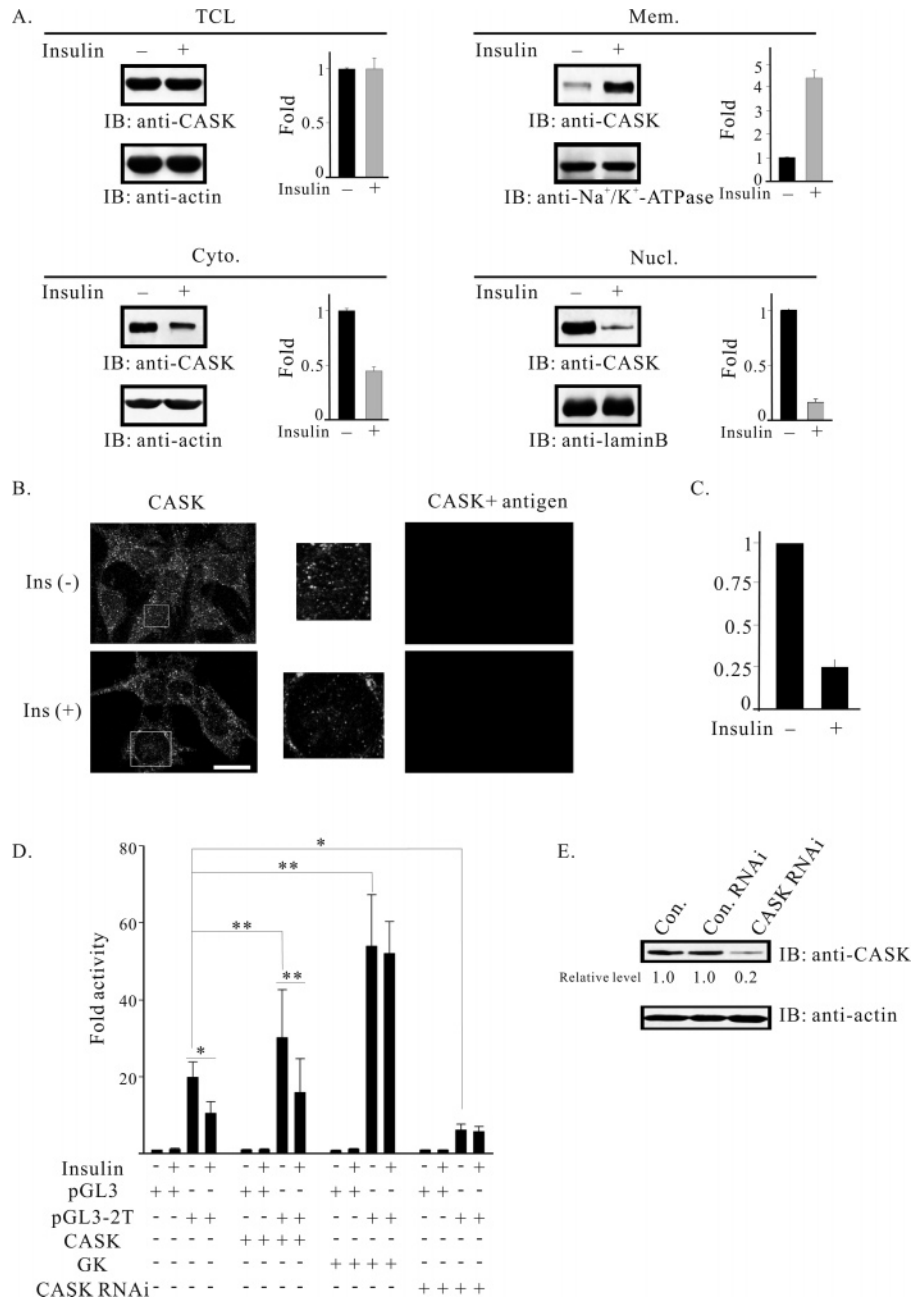 A.
TCL
Insulin – +
IB: anti-CASK
IB: anti-actin
Fold
1
0.5
0
Insulin – +
Mem.
Insulin – +
IB: anti-CASK
IB: anti-Na⁺/K⁺-ATPase
Fold
5
4
3
2
1
0
Insulin – +
Cyto.
Insulin – +
IB: anti-CASK
IB: anti-actin
Fold
1
0.5
0
Insulin – +
Nucl.
Insulin – +
IB: anti-CASK
IB: anti-laminB
Fold
1
0.5
0
Insulin – +
B.
CASK
CASK+ antigen
Ins (-)
Ins (+)
C.
1
0.75
0.5
0.25
0
Insulin – +
D.
Fold activity
80
60
40
20
*
**
**
**
*
Insulin - + - + - + - + - + - + - + - +
pGL3 + + - - + + - - + + - - + + - -
pGL3-2T - - + + - - + + - - + + - - + +
CASK - - - - + + + + - - - - - - - -
GK - - - - - - - - + + + + - - - -
CASK RNAi - - - - - - - - - - - - + + + +
E.
Con. Con. RNAi CASK RNAi
IB: anti-CASK
Relative level 1.0 1.0 0.2
IB: anti-actin